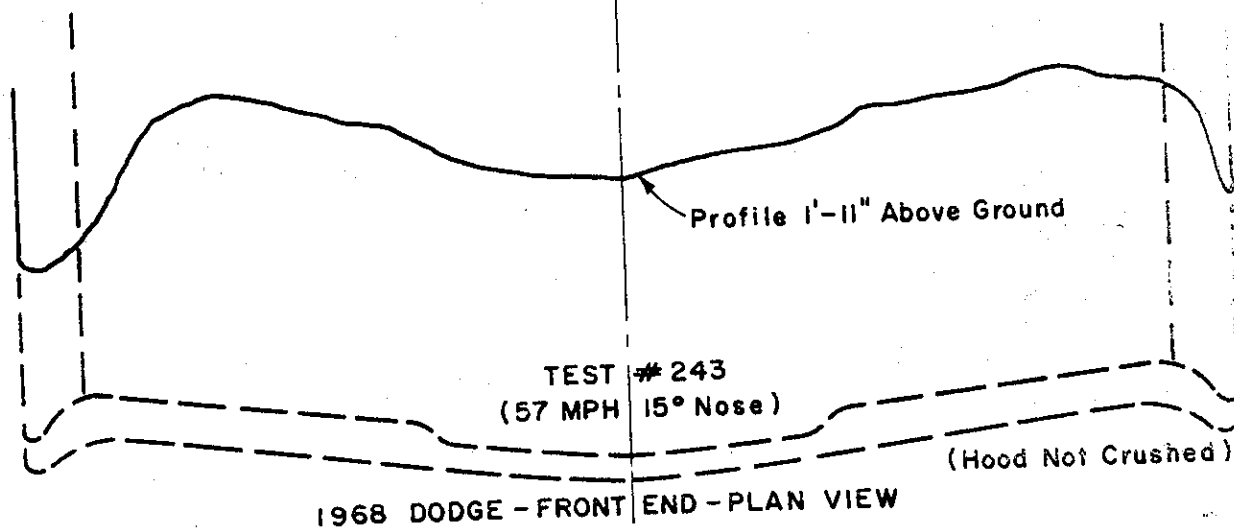 Profile 1'-11" Above Ground
TEST # 243
(57 MPH 15° Nose)
(Hood Not Crushed)
1968 DODGE - FRONT END - PLAN VIEW